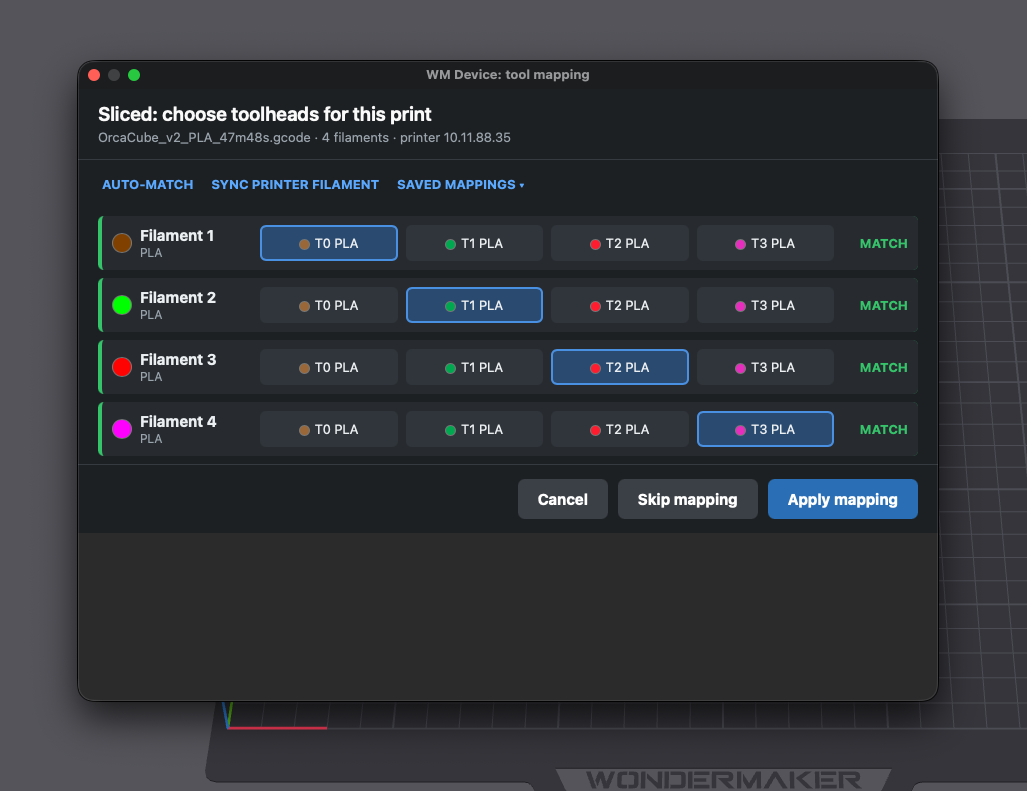 WM Device: tool mapping
Sliced: choose toolheads for this print
OrcaCube_v2_PLA_47m48s.gcode · 4 filaments · printer 10.11.88.35
AUTO-MATCH SYNC PRINTER FILAMENT SAVED MAPPINGS ▾
Filament 1
PLA
T0 PLA T1 PLA T2 PLA T3 PLA MATCH
Filament 2
PLA
T0 PLA T1 PLA T2 PLA T3 PLA MATCH
Filament 3
PLA
T0 PLA T1 PLA T2 PLA T3 PLA MATCH
Filament 4
PLA
T0 PLA T1 PLA T2 PLA T3 PLA MATCH
Cancel Skip mapping Apply mapping
WONDERMAKER